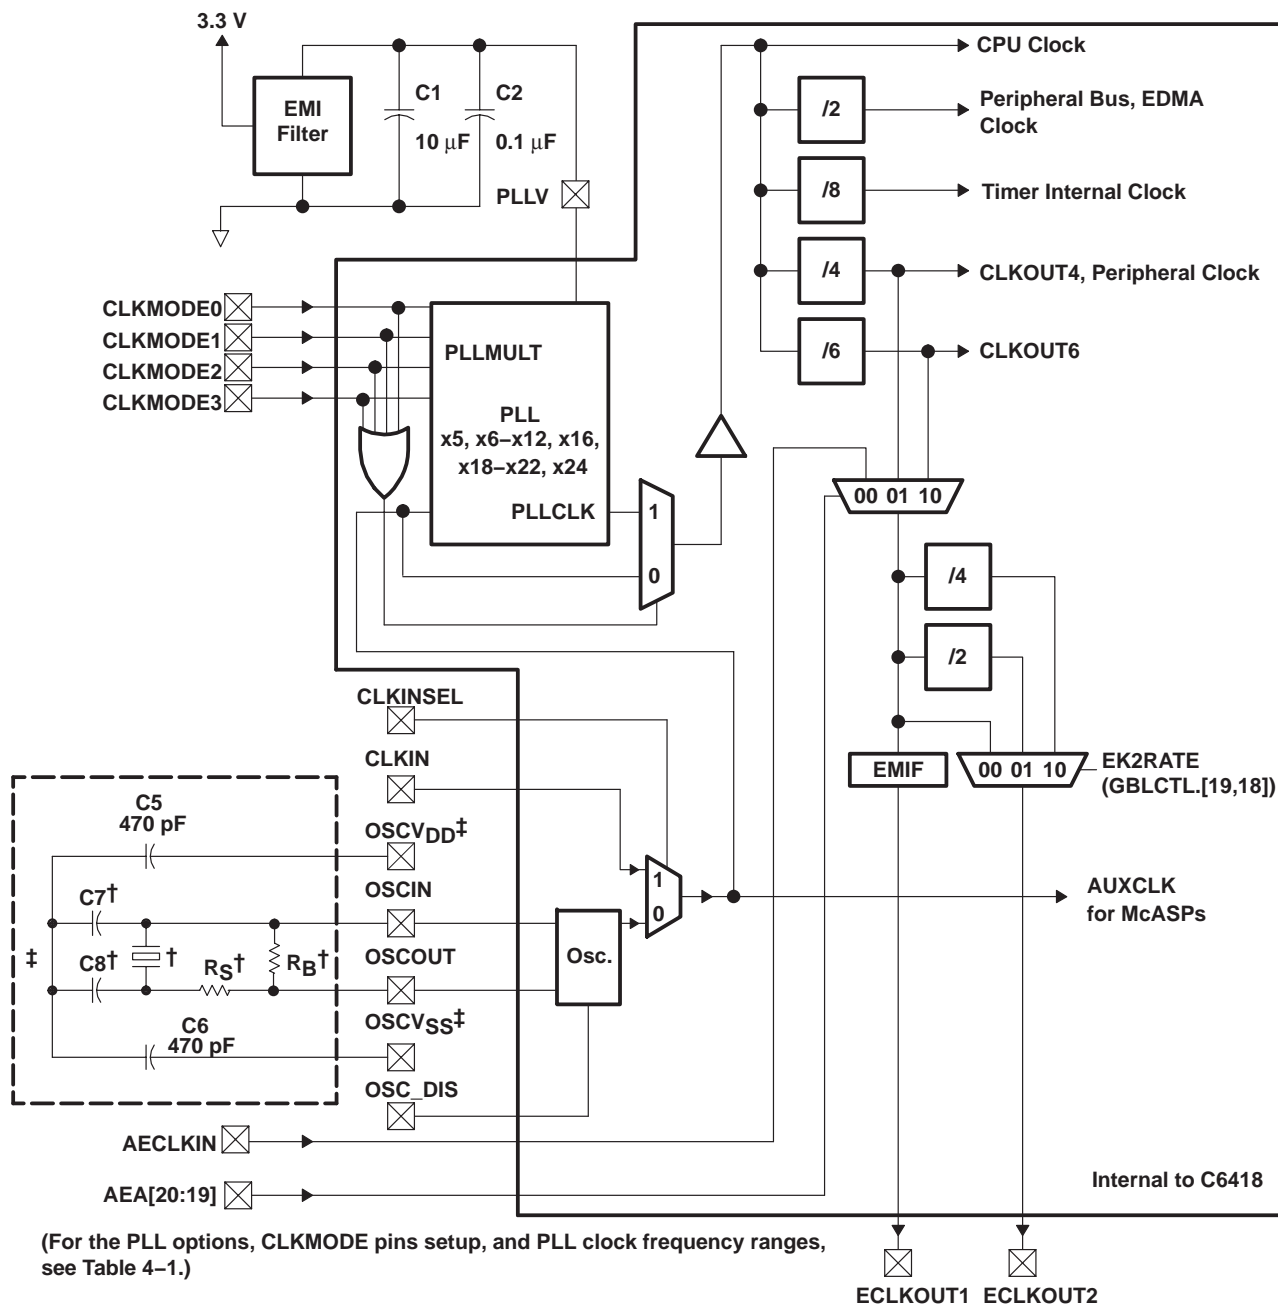 3.3 V
EMI
Filter
C1
10 μF
C2
0.1 μF
PLLV
CPU Clock
/2
Peripheral Bus, EDMA
Clock
/8
Timer Internal Clock
/4
CLKOUT4, Peripheral Clock
/6
CLKOUT6
CLKMODE0
CLKMODE1
CLKMODE2
CLKMODE3
PLLMULT
PLL
x5, x6–x12, x16,
x18–x22, x24
PLLCLK
1
0
00 01 10
/4
/2
EMIF
00 01 10
EK2RATE
(GBLCTL.[19,18])
CLKINSEL
CLKIN
OSCVDD‡
OSCIN
OSCOUT
OSCVSS‡
OSC_DIS
C5
470 pF
C7†
‡
†
C8†
RS†
RB†
C6
470 pF
Osc.
1
0
AUXCLK
for McASPs
AECLKIN
AEA[20:19]
Internal to C6418
(For the PLL options, CLKMODE pins setup, and PLL clock frequency ranges,
see Table 4–1.)
ECLKOUT1 ECLKOUT2